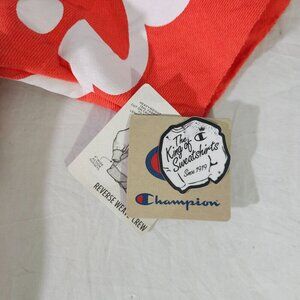 The
King of
Sweatshirts
Since 1919
Champion
REVERSE WEAVE CREW